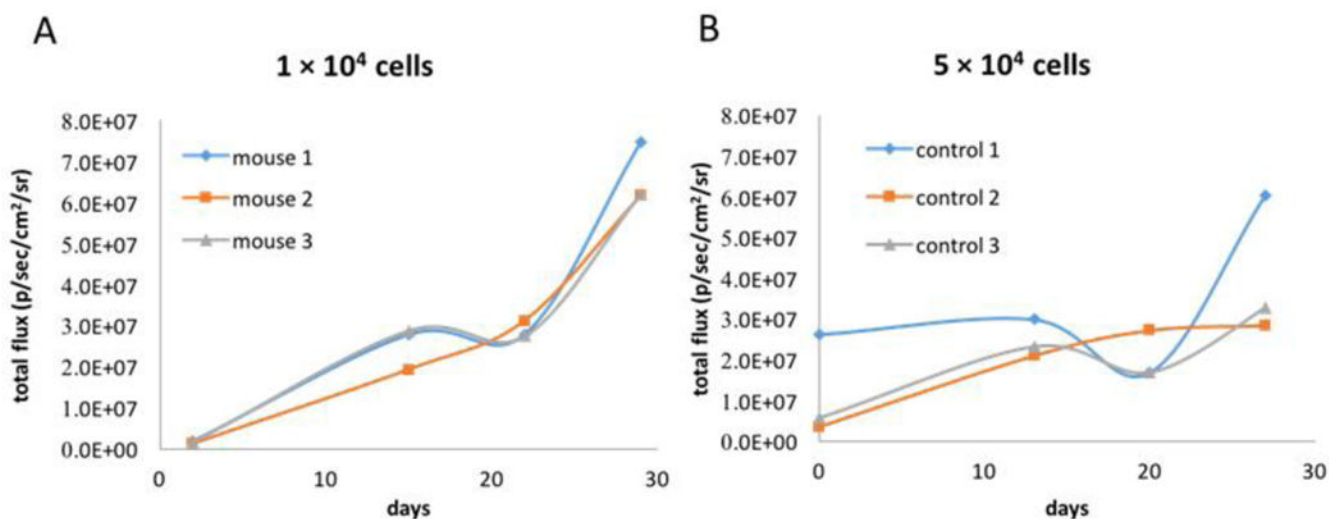 A
1 × 10⁴ cells
total flux (p/sec/cm²/sr)
8.0E+07
7.0E+07
6.0E+07
5.0E+07
4.0E+07
3.0E+07
2.0E+07
1.0E+07
0.0E+00
mouse 1
mouse 2
mouse 3
0 10 20 30
days
B
5 × 10⁴ cells
total flux (p/sec/cm²/sr)
8.0E+07
7.0E+07
6.0E+07
5.0E+07
4.0E+07
3.0E+07
2.0E+07
1.0E+07
0.0E+00
control 1
control 2
control 3
0 10 20 30
days